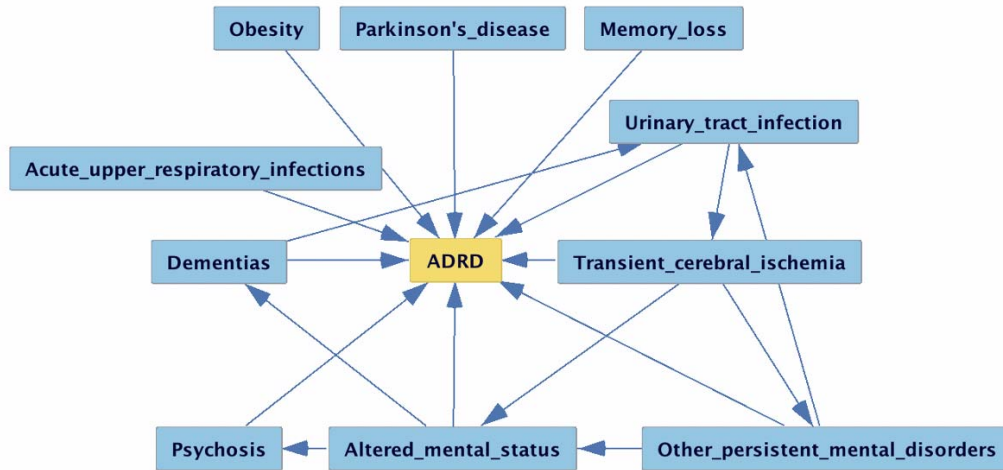 Obesity
Parkinson's_disease
Memory_loss
Urinary_tract_infection
Acute_upper_respiratory_infections
Dementias
ADRD
Transient_cerebral_ischemia
Psychosis
Altered_mental_status
Other_persistent_mental_disorders